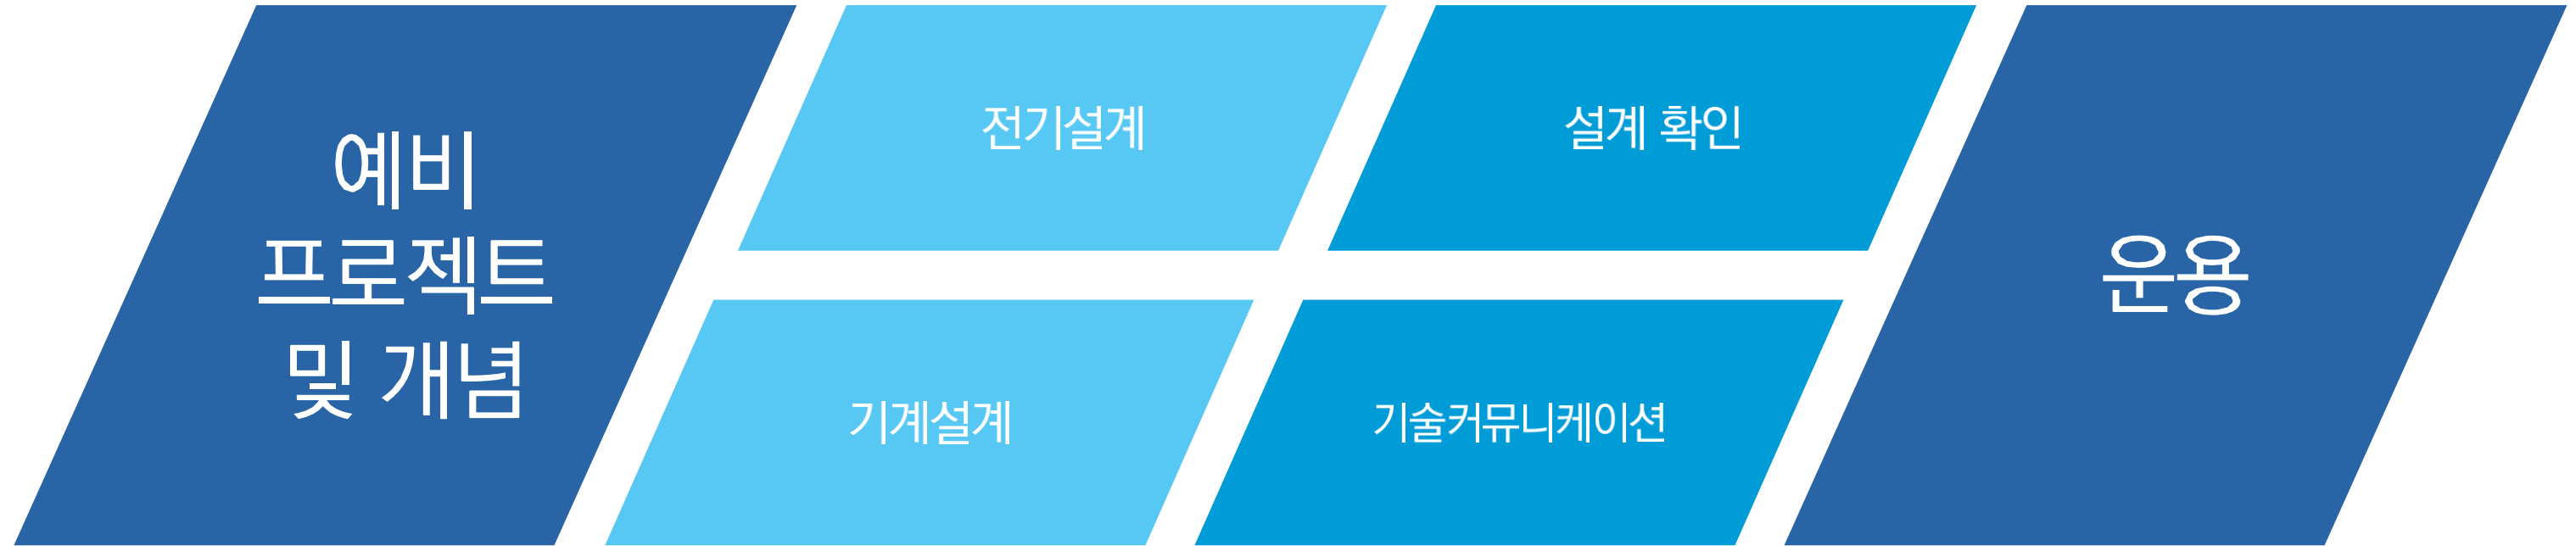 예비
프로젝트
및 개념
전기설계
기계설계
설계 확인
기술커뮤니케이션
운용